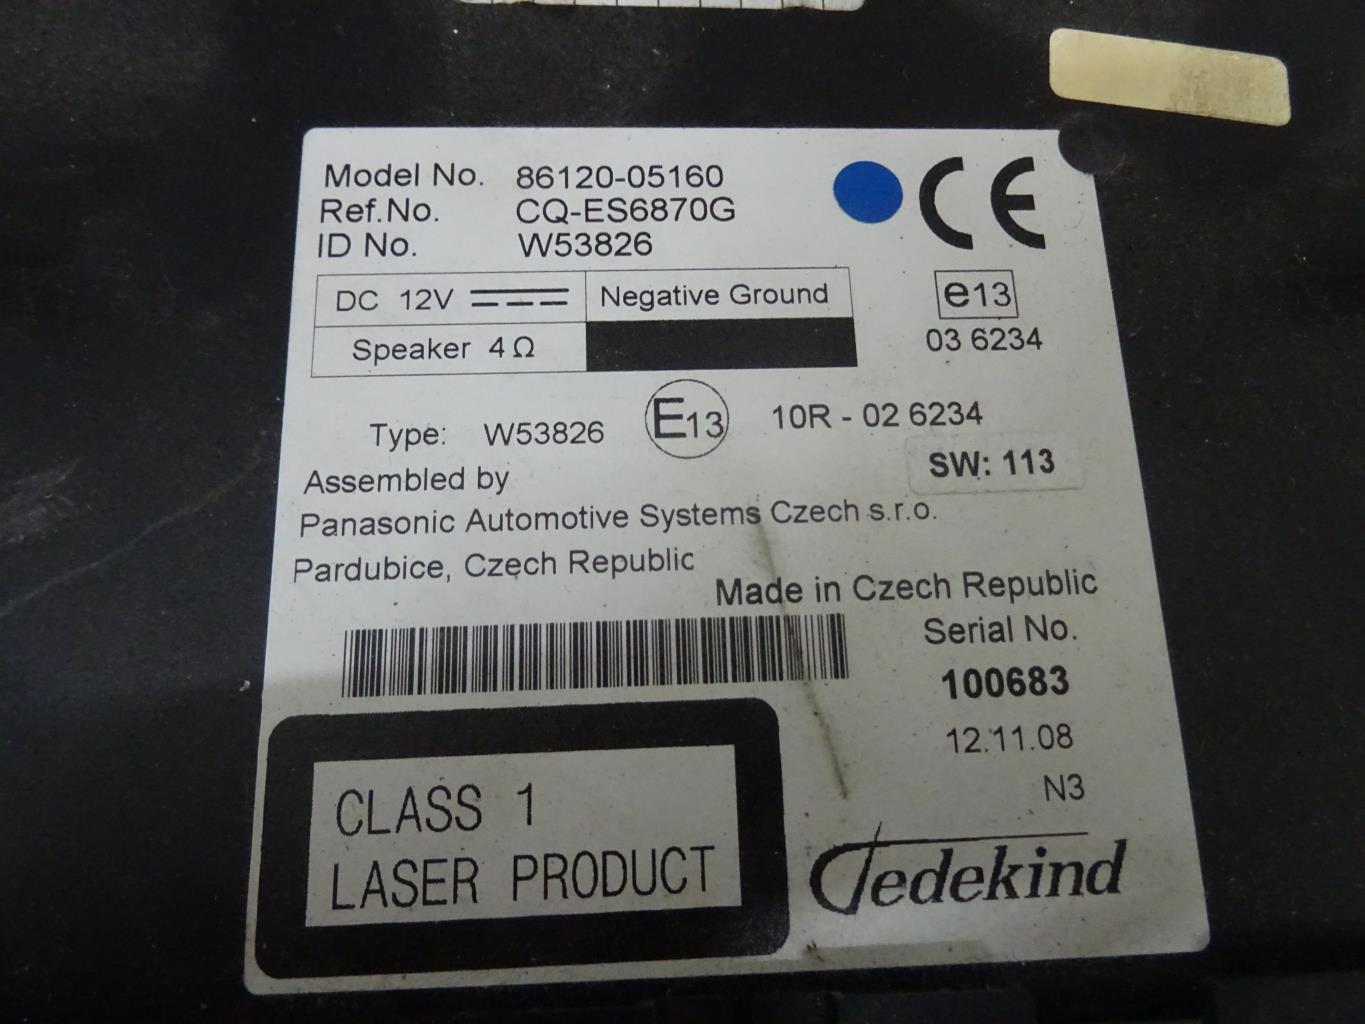 Model No. 86120-05160
Ref.No. CQ-ES6870G
ID No. W53826
CE
DC 12V Negative Ground
Speaker 4Ω
e13
03 6234
Type: W53826 E13 10R - 02 6234
SW: 113
Assembled by
Panasonic Automotive Systems Czech s.r.o.
Pardubice, Czech Republic
Made in Czech Republic
Serial No.
100683
12.11.08
N3
CLASS 1
LASER PRODUCT
Jedekind